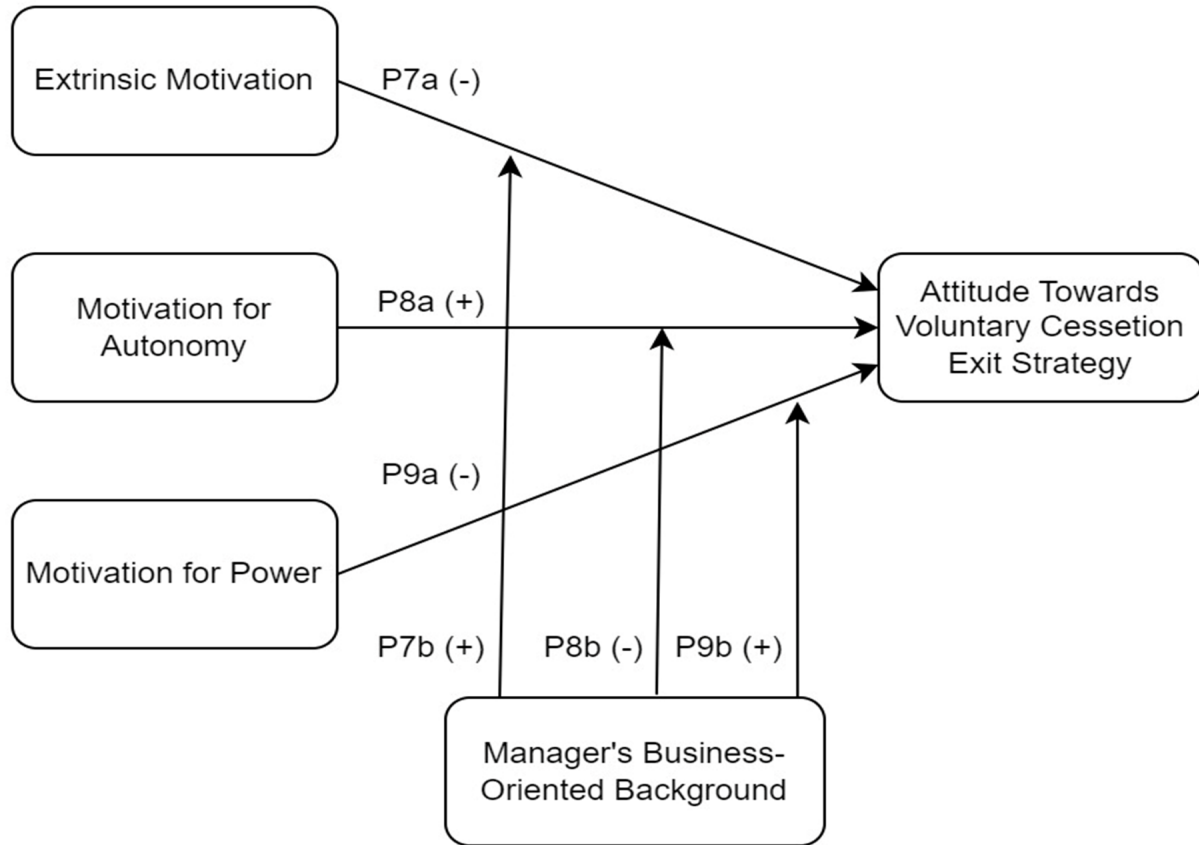 Extrinsic Motivation
P7a (-)
Motivation for
Autonomy
P8a (+)
Attitude Towards
Voluntary Cessetion
Exit Strategy
P9a (-)
Motivation for Power
P7b (+)
P8b (-)
P9b (+)
Manager's Business-
Oriented Background